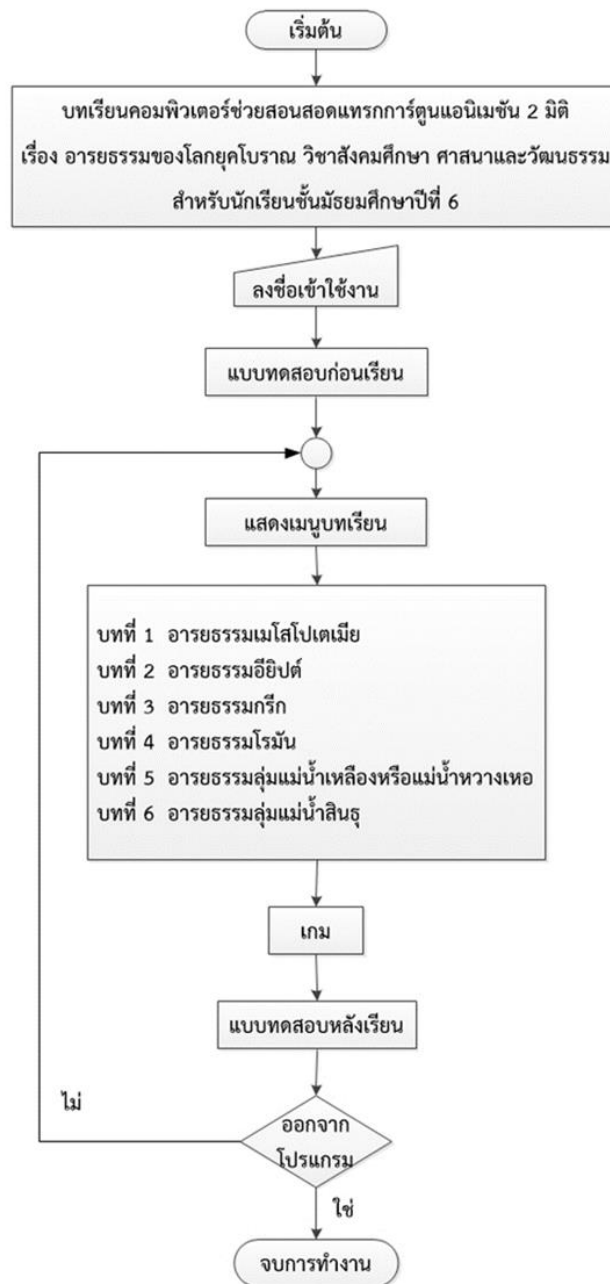 เริ่มต้น
บทเรียนคอมพิวเตอร์ช่วยสอนสอดแทรกการ์ตูนแอนิเมชัน 2 มิติ
เรื่อง อารยธรรมของโลกยุคโบราณ วิชาสังคมศึกษา ศาสนาและวัฒนธรรม
สำหรับนักเรียนชั้นมัธยมศึกษาปีที่ 6
ลงชื่อเข้าใช้งาน
แบบทดสอบก่อนเรียน
แสดงเมนูบทเรียน
บทที่ 1 อารยธรรมเมโสโปเตเมีย
บทที่ 2 อารยธรรมอียิปต์
บทที่ 3 อารยธรรมกรีก
บทที่ 4 อารยธรรมโรมัน
บทที่ 5 อารยธรรมลุ่มแม่น้ำเหลืองหรือแม่น้ำหวางเหอ
บทที่ 6 อารยธรรมลุ่มแม่น้ำสินธุ
เกม
แบบทดสอบหลังเรียน
ไม่
ออกจาก
โปรแกรม
ใช่
จบการทำงาน